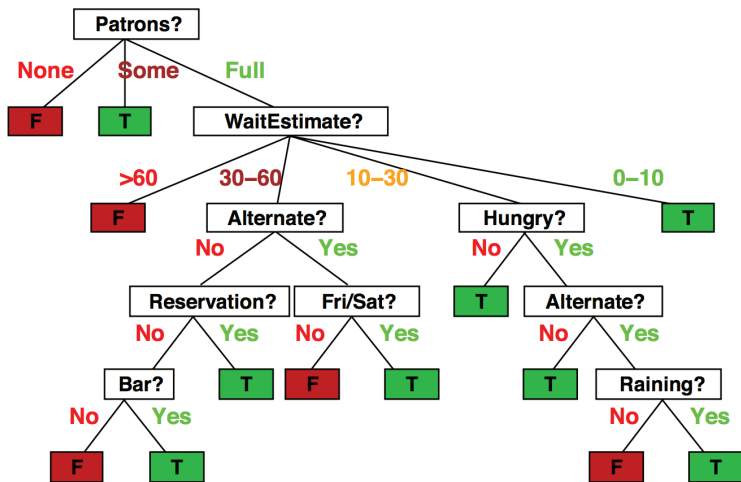 Patrons?
None Some Full
F T WaitEstimate?
>60 30–60 10–30 0–10
F Alternate? Hungry? T
No Yes No Yes
Reservation? Fri/Sat? T Alternate?
No Yes No Yes No Yes
Bar? T F T T Raining?
No Yes No Yes
F T F T